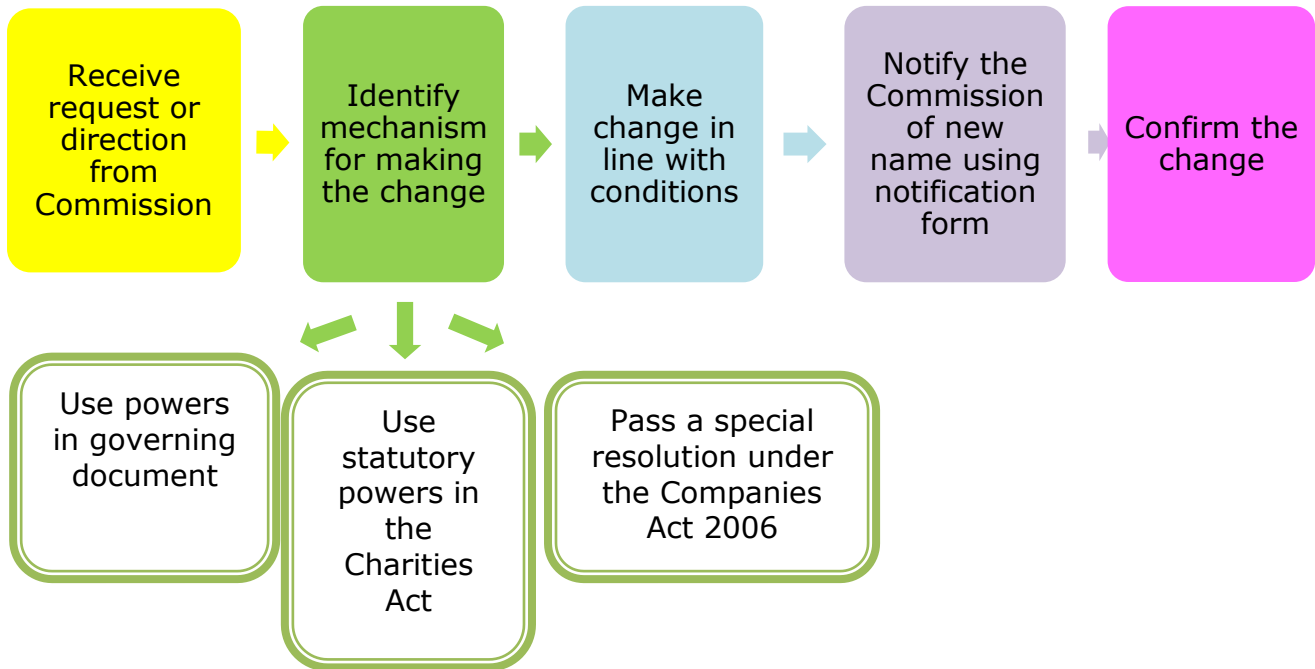 Receive
request or
direction
from
Commission
Identify
mechanism
for making
the change
Make
change in
line with
conditions
Notify the
Commission
of new
name using
notification
form
Confirm the
change
Use powers
in governing
document
Use
statutory
powers in
the
Charities
Act
Pass a special
resolution under
the Companies
Act 2006